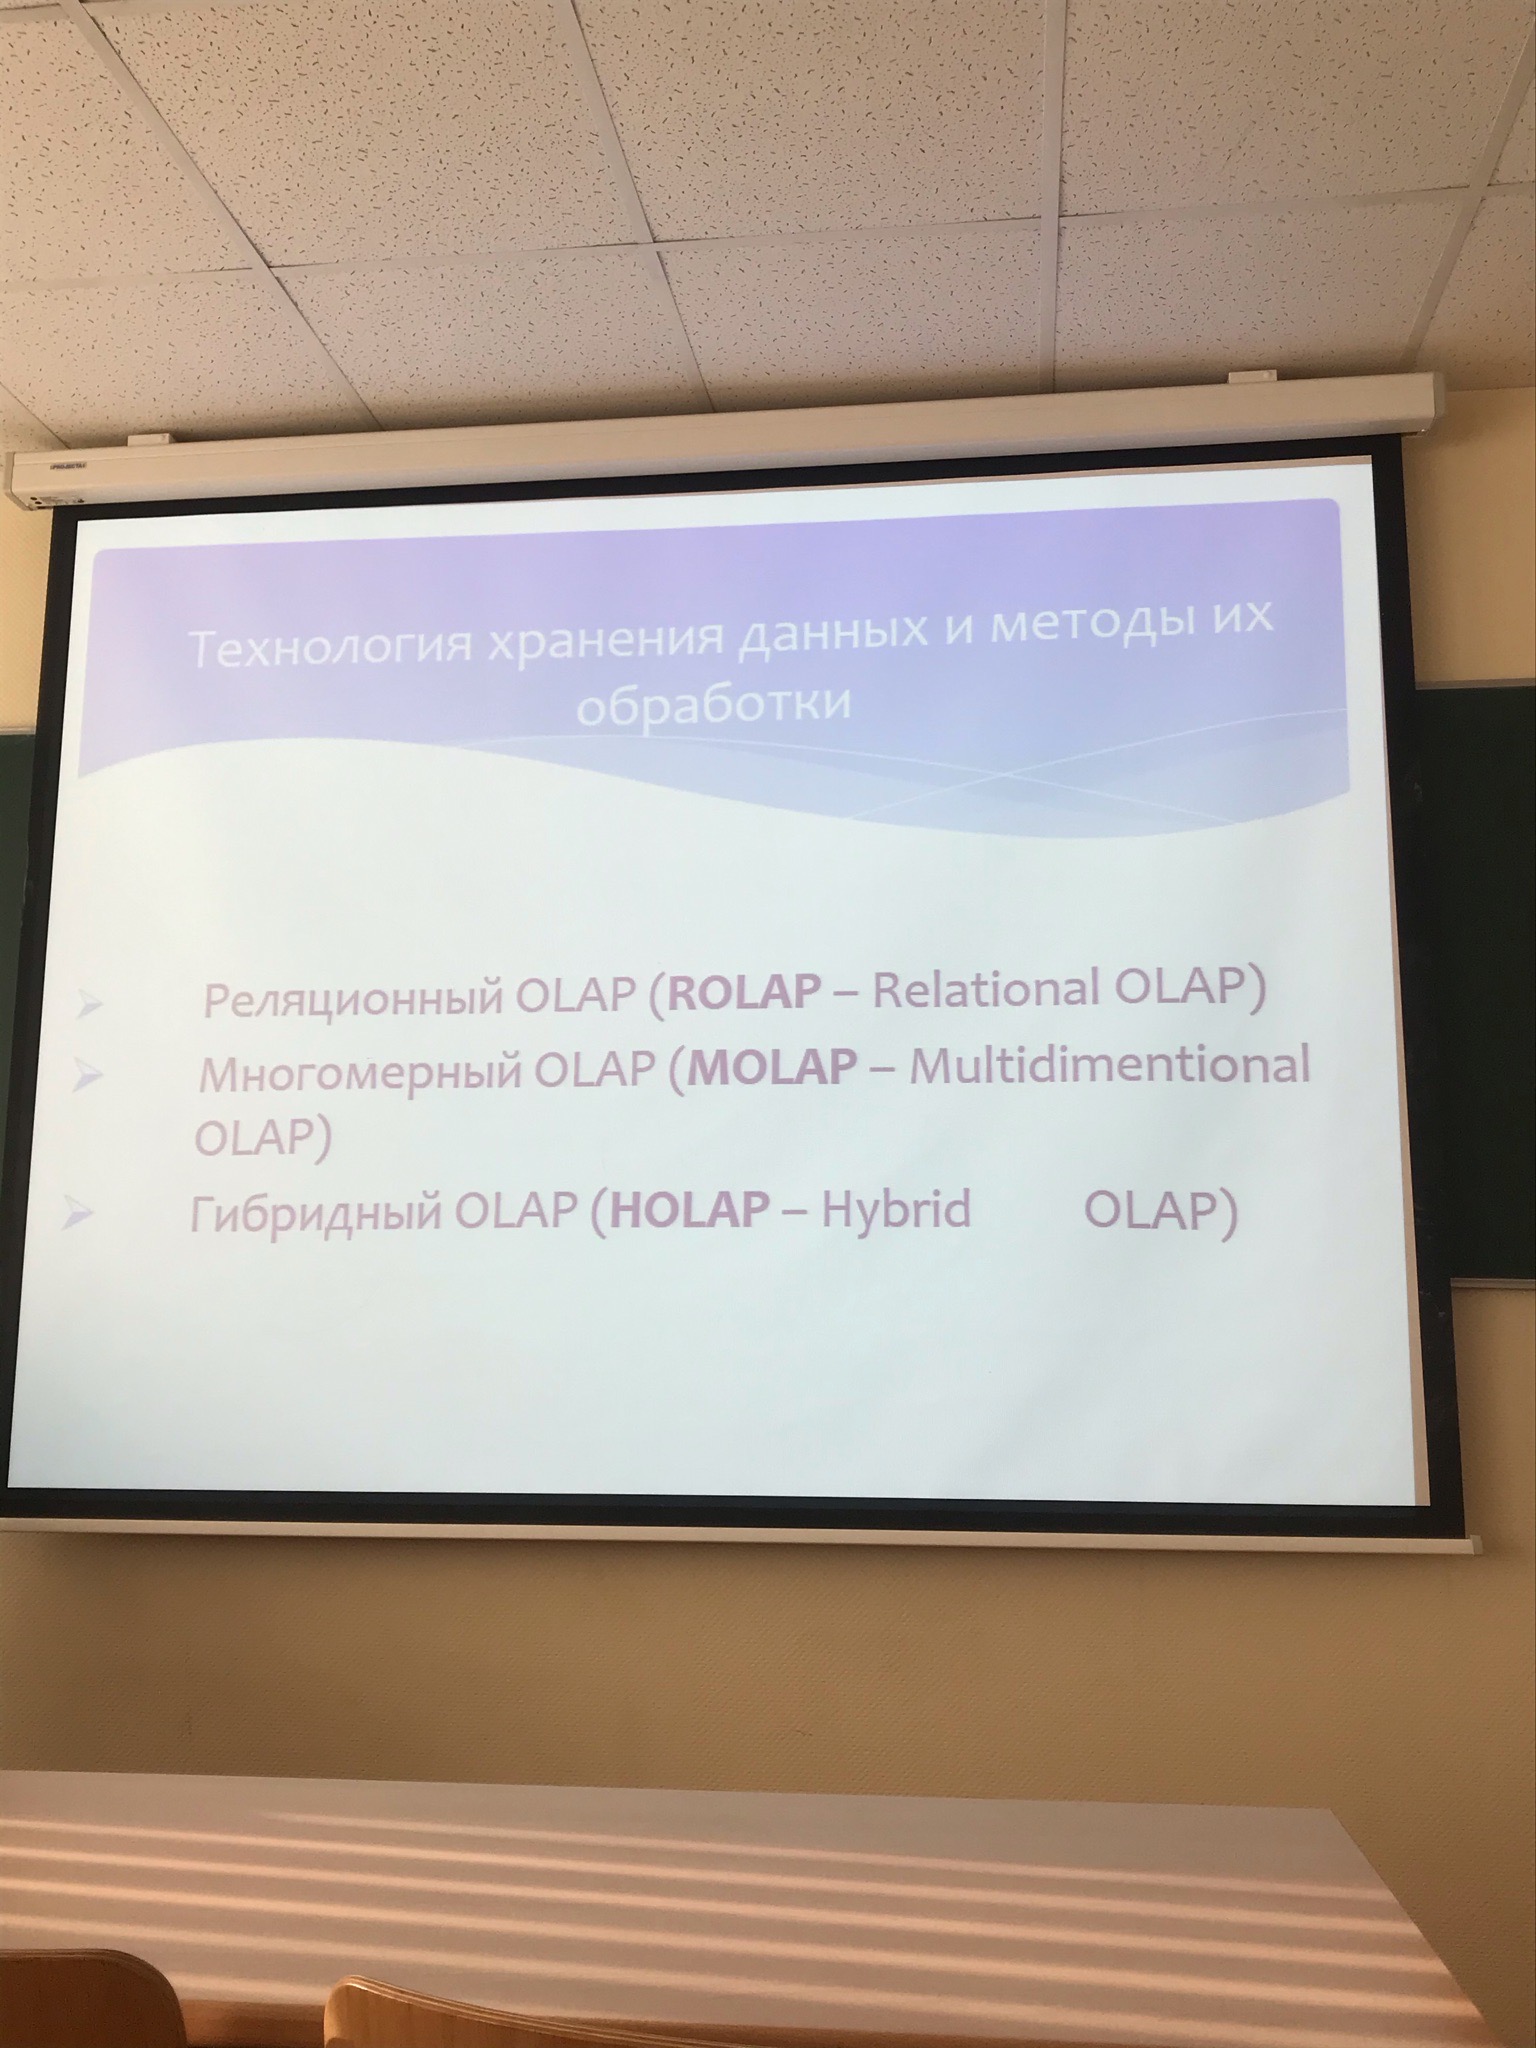 PROJECTA
Технология хранения данных и методы их
обработки
Реляционный OLAP (ROLAP – Relational OLAP)
Многомерный OLAP (MOLAP – Multidimentional
OLAP)
Гибридный OLAP (HOLAP – Hybrid OLAP)